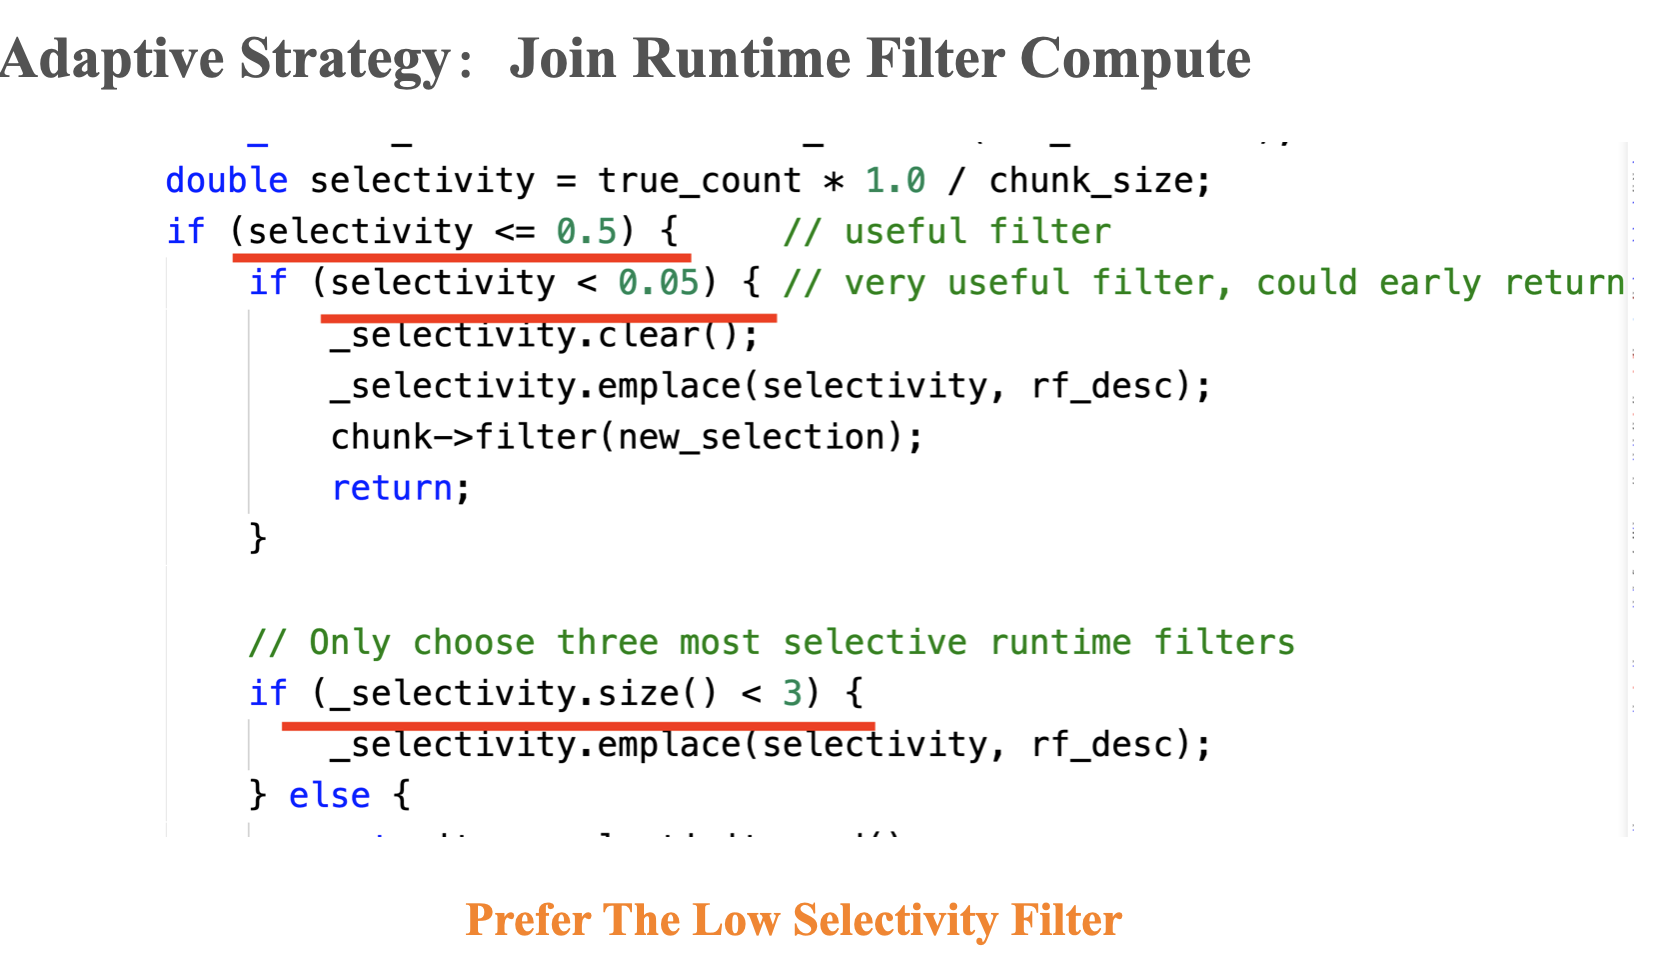 Adaptive Strategy: Join Runtime Filter Compute
double selectivity = true_count * 1.0 / chunk_size;
if (selectivity <= 0.5) { // useful filter
if (selectivity < 0.05) { // very useful filter, could early return
_selectivity.clear();
_selectivity.emplace(selectivity, rf_desc);
chunk->filter(new_selection);
return;
}
// Only choose three most selective runtime filters
if (_selectivity.size() < 3) {
_selectivity.emplace(selectivity, rf_desc);
} else {
Prefer The Low Selectivity Filter